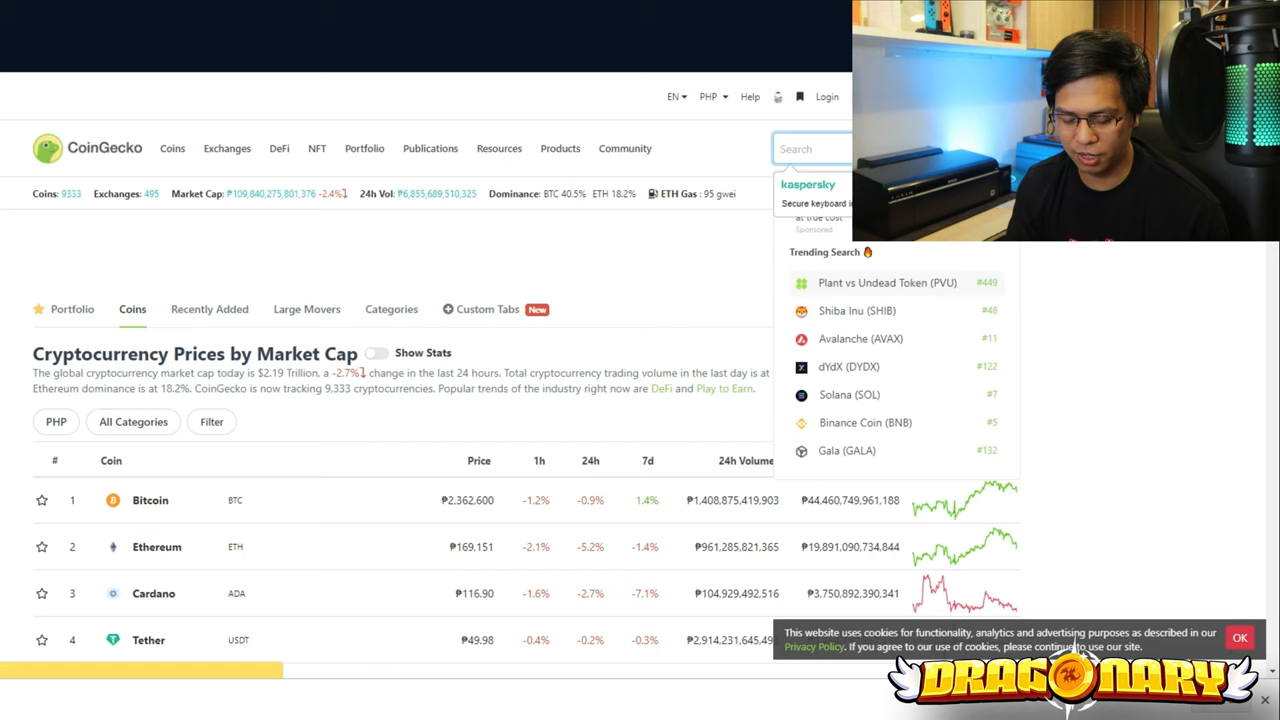 EN PHP Help Login
CoinGecko Coins Exchanges DeFi NFT Portfolio Publications Resources Products Community Search
kaspersky
Secure keyboard
Coins: 9333 Exchanges: 495 Market Cap: ₱109,840,275,801,376 -2.4% 24h Vol: ₱6,855,689,510,325 Dominance: BTC 40.5% ETH 18.2% ETH Gas: 95 gwei
at true cost
Sponsored
Trending Search
Plant vs Undead Token (PVU) #449
Shiba Inu (SHIB) #48
Avalanche (AVAX) #11
dYdX (DYDX) #122
Solana (SOL) #7
Binance Coin (BNB) #5
Gala (GALA) #132
Portfolio Coins Recently Added Large Movers Categories Custom Tabs New
Cryptocurrency Prices by Market Cap Show Stats
The global cryptocurrency market cap today is $2.19 Trillion, a -2.7% change in the last 24 hours. Total cryptocurrency trading volume in the last day is at
Ethereum dominance is at 18.2%. CoinGecko is now tracking 9,333 cryptocurrencies. Popular trends of the industry right now are DeFi and Play to Earn.
PHP All Categories Filter
# Coin Price 1h 24h 7d 24h Volume
1 Bitcoin BTC ₱2,362,600 -1.2% -0.9% 1.4% ₱1,408,875,419,903 ₱44,460,749,961,188
2 Ethereum ETH ₱169,151 -2.1% -5.2% -1.4% ₱961,285,821,365 ₱19,891,090,734,844
3 Cardano ADA ₱116.90 -1.6% -2.7% -7.1% ₱104,929,492,516 ₱3,750,892,390,341
4 Tether USDT ₱49.98 -0.4% -0.2% -0.3%
This website uses cookies for functionality, analytics and advertising purposes as described in our
Privacy Policy. If you agree to our use of cookies, please continue to use our site.
OK
DRAGONARY